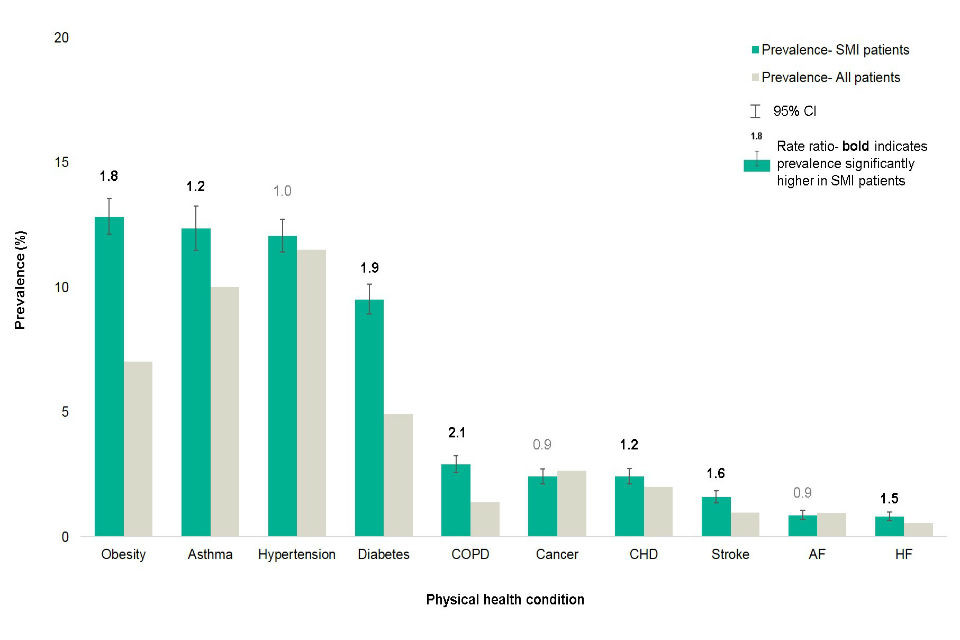 20
15
10
5
0
Prevalence (%)
Prevalence- SMI patients
Prevalence- All patients
95% CI
1.8
Rate ratio- bold indicates
prevalence significantly
higher in SMI patients
1.8
1.2
1.0
1.9
2.1
0.9
1.2
1.6
0.9
1.5
Obesity
Asthma
Hypertension
Diabetes
COPD
Cancer
CHD
Stroke
AF
HF
Physical health condition